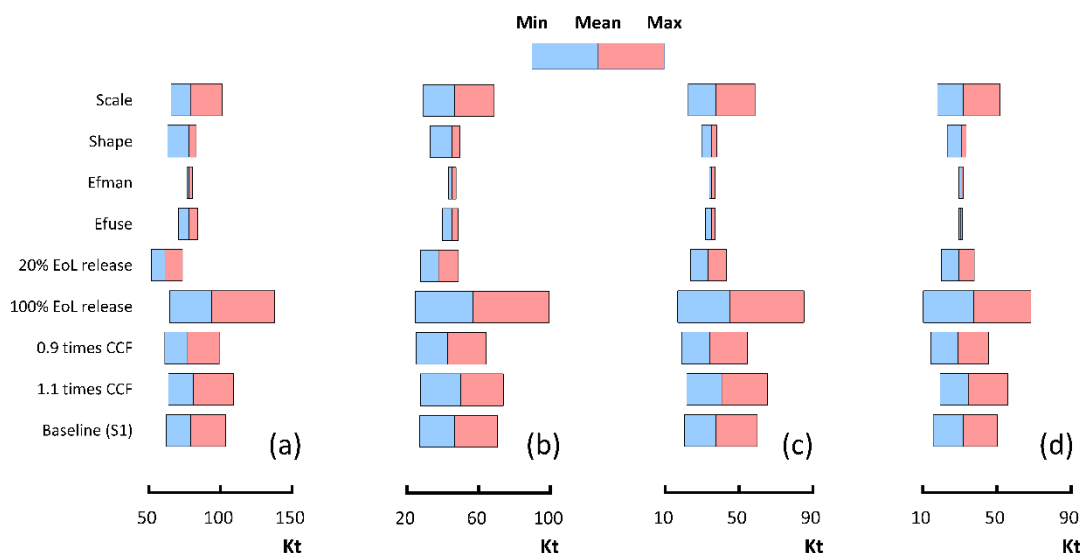 Min Mean Max
Scale
Shape
Efman
Efuse
20% EoL release
100% EoL release
0.9 times CCF
1.1 times CCF
Baseline (S1)
(a) (b) (c) (d)
50 100 150 20 60 100 10 50 90 10 50 90
Kt Kt Kt Kt